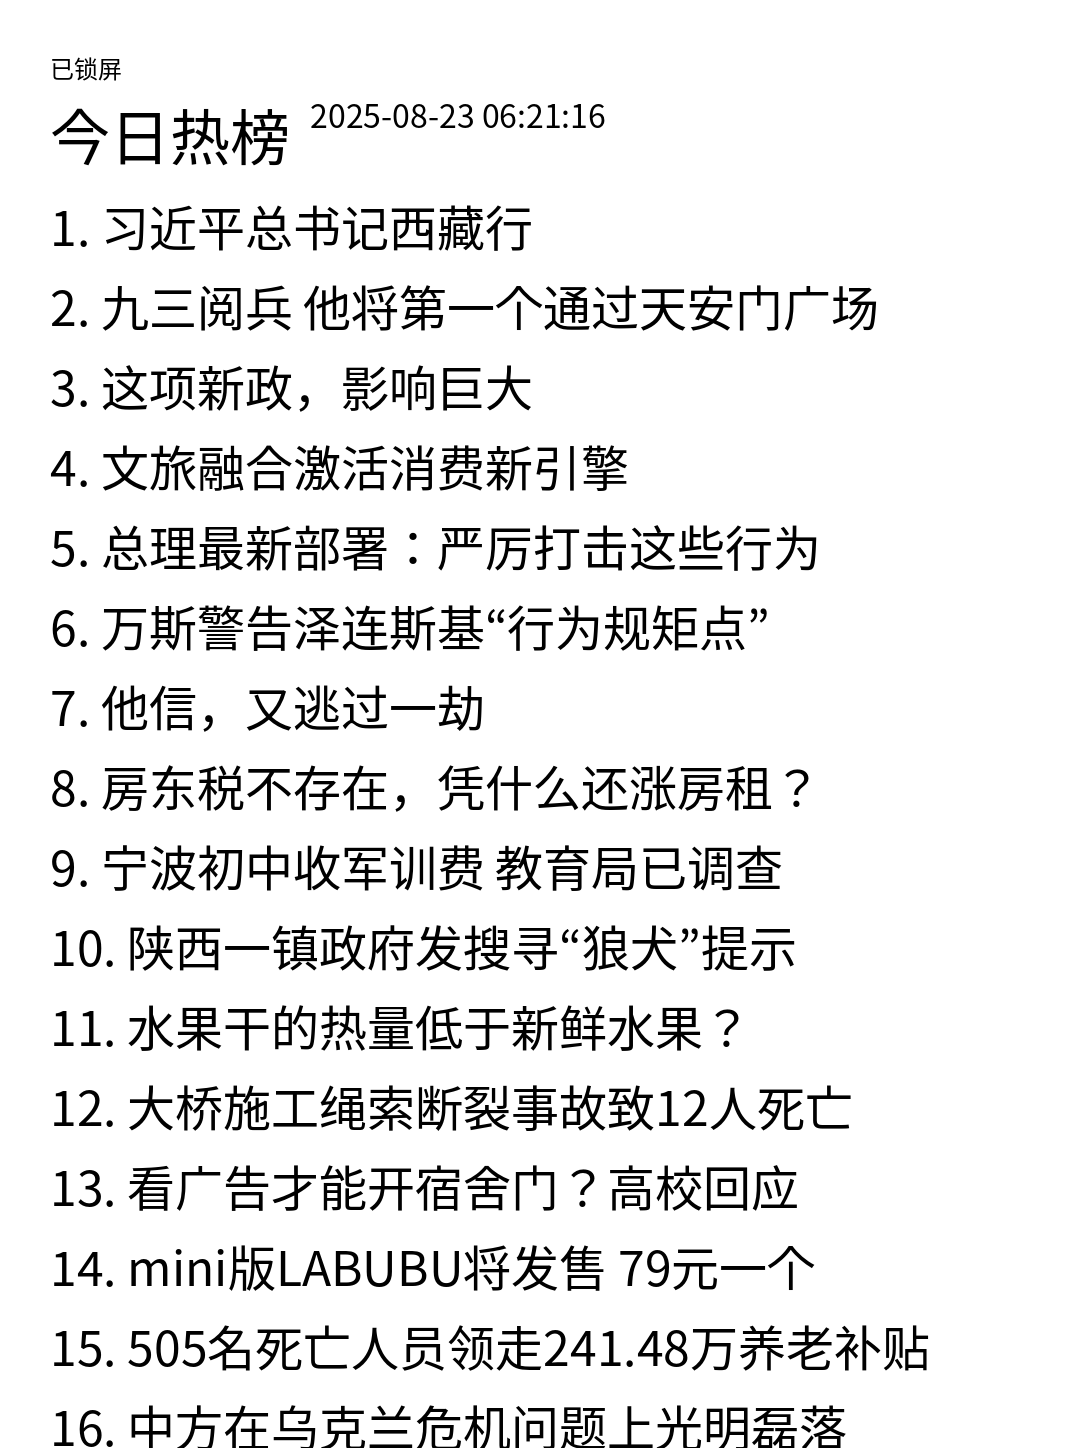 已锁屏
今日热榜 2025-08-23 06:21:16
1. 习近平总书记西藏行
2. 九三阅兵 他将第一个通过天安门广场
3. 这项新政，影响巨大
4. 文旅融合激活消费新引擎
5. 总理最新部署：严厉打击这些行为
6. 万斯警告泽连斯基“行为规矩点”
7. 他信，又逃过一劫
8. 房东税不存在，凭什么还涨房租？
9. 宁波初中收军训费 教育局已调查
10. 陕西一镇政府发搜寻“狼犬”提示
11. 水果干的热量低于新鲜水果？
12. 大桥施工绳索断裂事故致12人死亡
13. 看广告才能开宿舍门？高校回应
14. mini版LABUBU将发售 79元一个
15. 505名死亡人员领走241.48万养老补贴
16. 中方在乌克兰危机问题上光明磊落